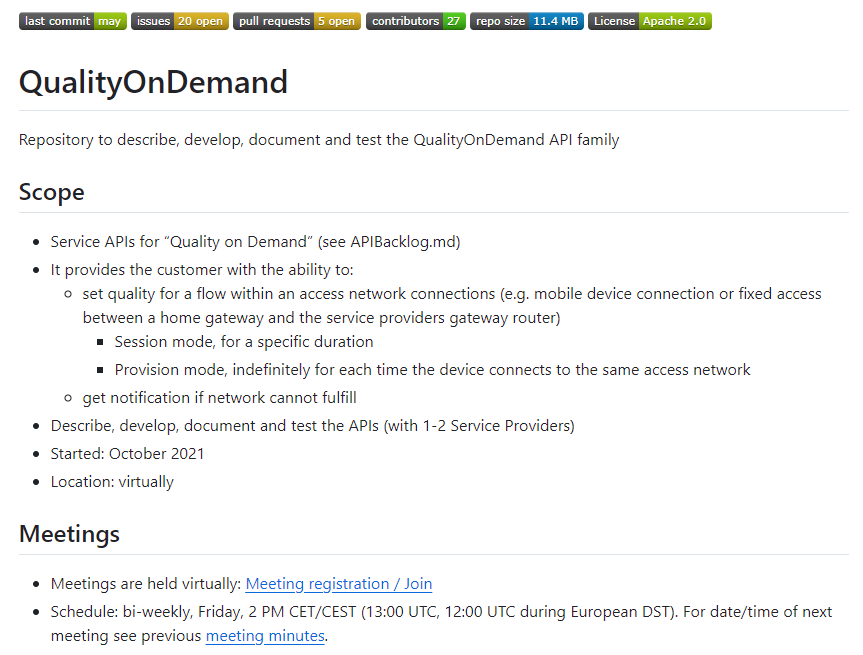 last commit may issues 20 open pull requests 5 open contributors 27 repo size 11.4 MB License Apache 2.0
QualityOnDemand
Repository to describe, develop, document and test the QualityOnDemand API family
Scope
Service APIs for “Quality on Demand” (see APIBacklog.md)
It provides the customer with the ability to:
set quality for a flow within an access network connections (e.g. mobile device connection or fixed access
between a home gateway and the service providers gateway router)
Session mode, for a specific duration
Provision mode, indefinitely for each time the device connects to the same access network
get notification if network cannot fulfill
Describe, develop, document and test the APIs (with 1-2 Service Providers)
Started: October 2021
Location: virtually
Meetings
Meetings are held virtually: Meeting registration / Join
Schedule: bi-weekly, Friday, 2 PM CET/CEST (13:00 UTC, 12:00 UTC during European DST). For date/time of next
meeting see previous meeting minutes.